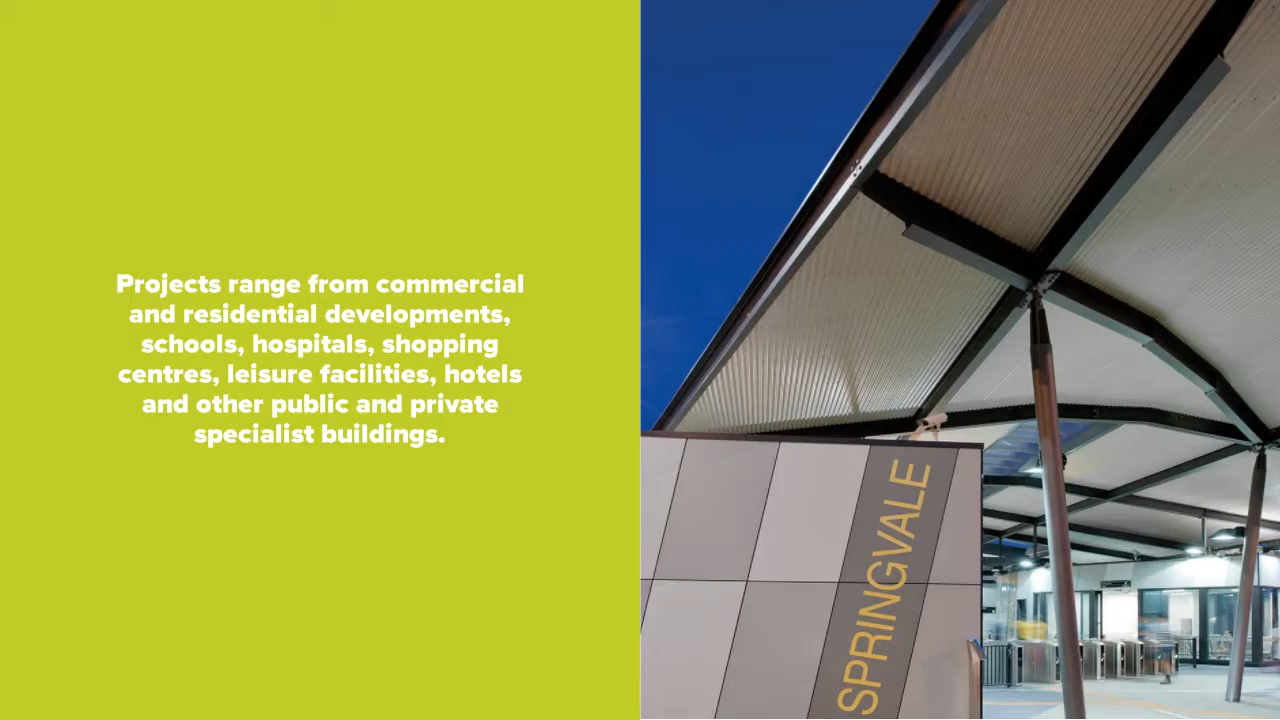 Projects range from commercial
and residential developments,
schools, hospitals, shopping
centres, leisure facilities, hotels
and other public and private
specialist buildings.
SPRINGVALE